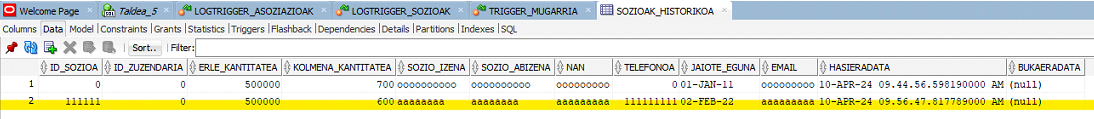 Welcome Page Taldea_5 LOGTRIGGER_ASOZIAZIOAK LOGTRIGGER_SOZIOAK TRIGGER_MUGARRIA SOZIOAK_HISTORIKOA
Columns Data Model Constraints Grants Statistics Triggers Flashback Dependencies Details Partitions Indexes SQL
Sort.. Filter:
ID_SOZIOA ID_ZUZENDARIA ERLE_KANTITATEA KOLMENA_KANTITATEA SOZIO_IZENA SOZIO_ABIZENA NAN TELEFONOA JAIOTE_EGUNA EMAIL HASIERADATA BUKAERADATA
1 0 0 500000 700 oooooooooo oooooooooo ooooooooo 0 01-JAN-11 ooooooooo 10-APR-24 09.44.56.598190000 AM (null)
2 111111 0 500000 600 aaaaaaaa aaaaaaaa aaaaaaaaa 111111111 02-FEB-22 aaaaaaaaa 10-APR-24 09.56.47.817789000 AM (null)